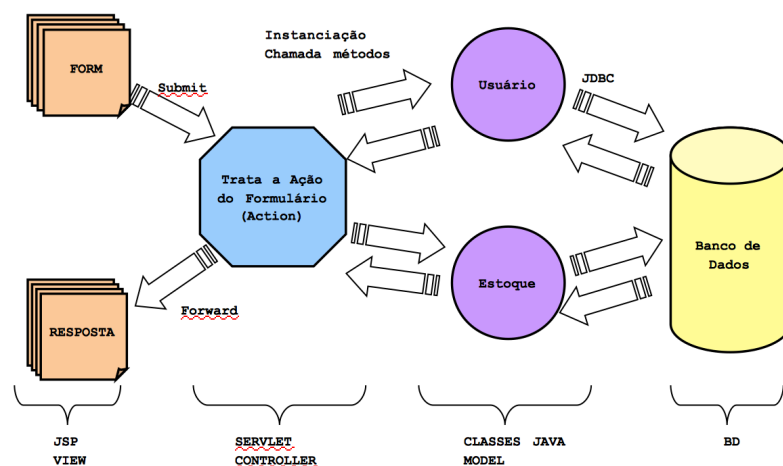 Instanciação
Chamada métodos
FORM
Submit
Usuário
JDBC
Trata a Ação
do Formulário
(Action)
Banco de
Dados
Estoque
Forward
RESPOSTA
JSP
VIEW
SERVLET
CONTROLLER
CLASSES JAVA
MODEL
BD